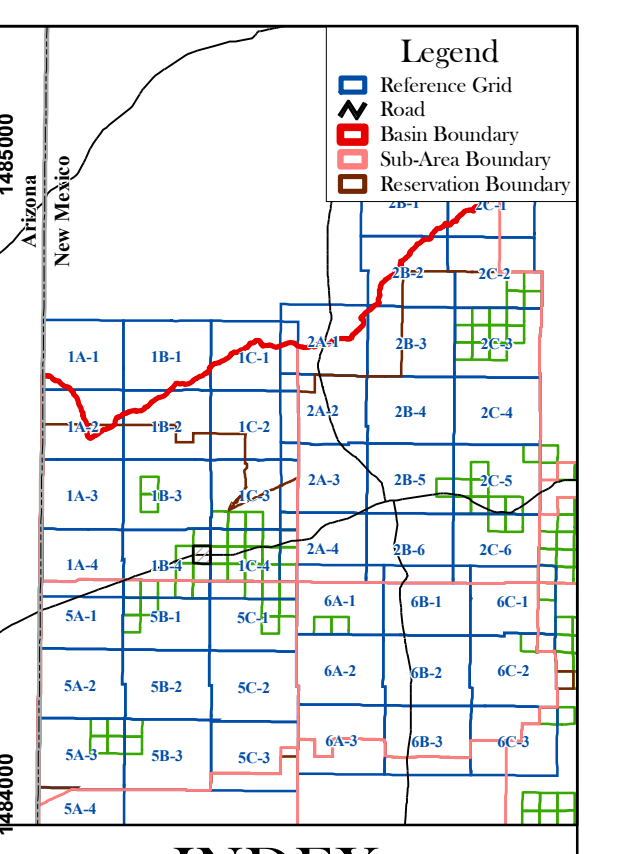 Legend
Reference Grid
Road
Basin Boundary
Sub-Area Boundary
Reservation Boundary
1485000
Arizona
New Mexico
2B-1 2C-1
2B-2 2C-2
2A-1 2B-3 2C-3
1A-1 1B-1 1C-1
2A-2 2B-4 2C-4
1A-2 1B-2 1C-2
2A-3 2B-5 2C-5
1A-3 1B-3 1C-3
2A-4 2B-6 2C-6
1A-4 1B-4 1C-4
6A-1 6B-1 6C-1
5A-1 5B-1 5C-1
6A-2 6B-2 6C-2
5A-2 5B-2 5C-2
6A-3 6B-3 6C-3
5A-3 5B-3 5C-3
5A-4
1484000
INDEX